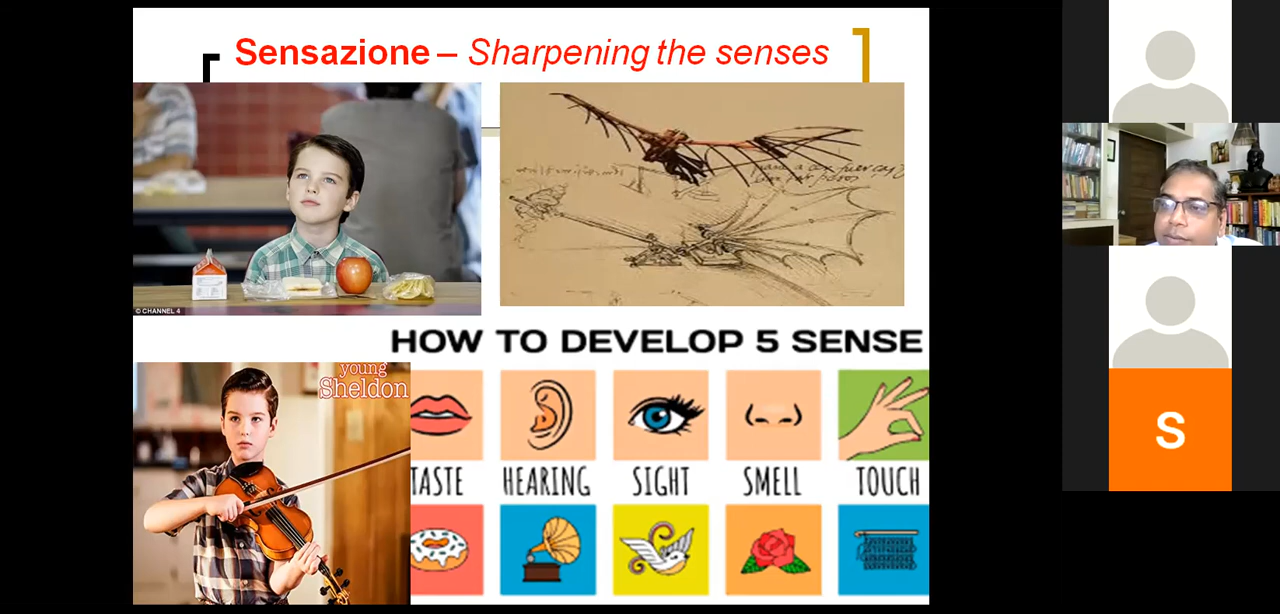 Sensazione – Sharpening the senses
© CHANNEL 4
HOW TO DEVELOP 5 SENSE
young
Sheldon
TASTE HEARING SIGHT SMELL TOUCH
S